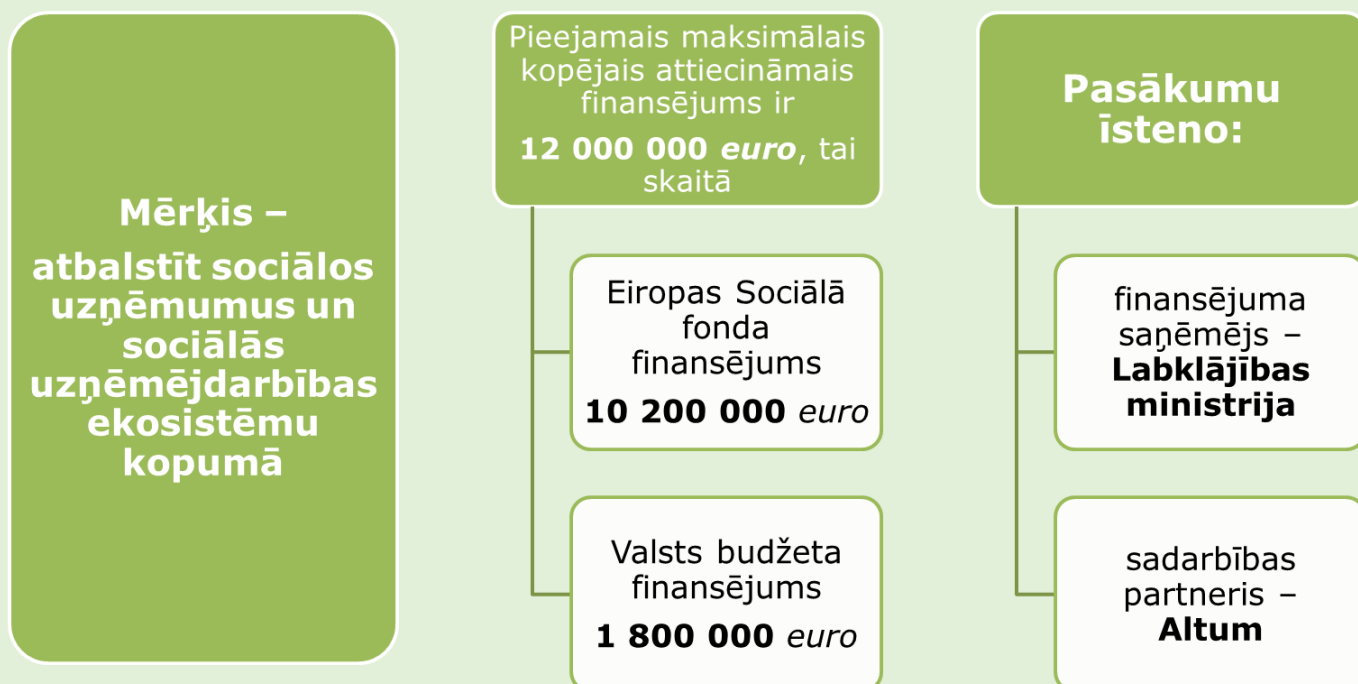 Mērķis –
atbalstīt sociālos
uzņēmumus un
sociālās
uzņēmējdarbības
ekosistēmu
kopumā
Pieejamais maksimālais
kopējais attiecināmais
finansējums ir
12 000 000 euro, tai
skaitā
Eiropas Sociālā
fonda
finansējums
10 200 000 euro
Valsts budžeta
finansējums
1 800 000 euro
Pasākumu
īsteno:
finansējuma
saņēmējs –
Labklājības
ministrija
sadarbības
partneris –
Altum